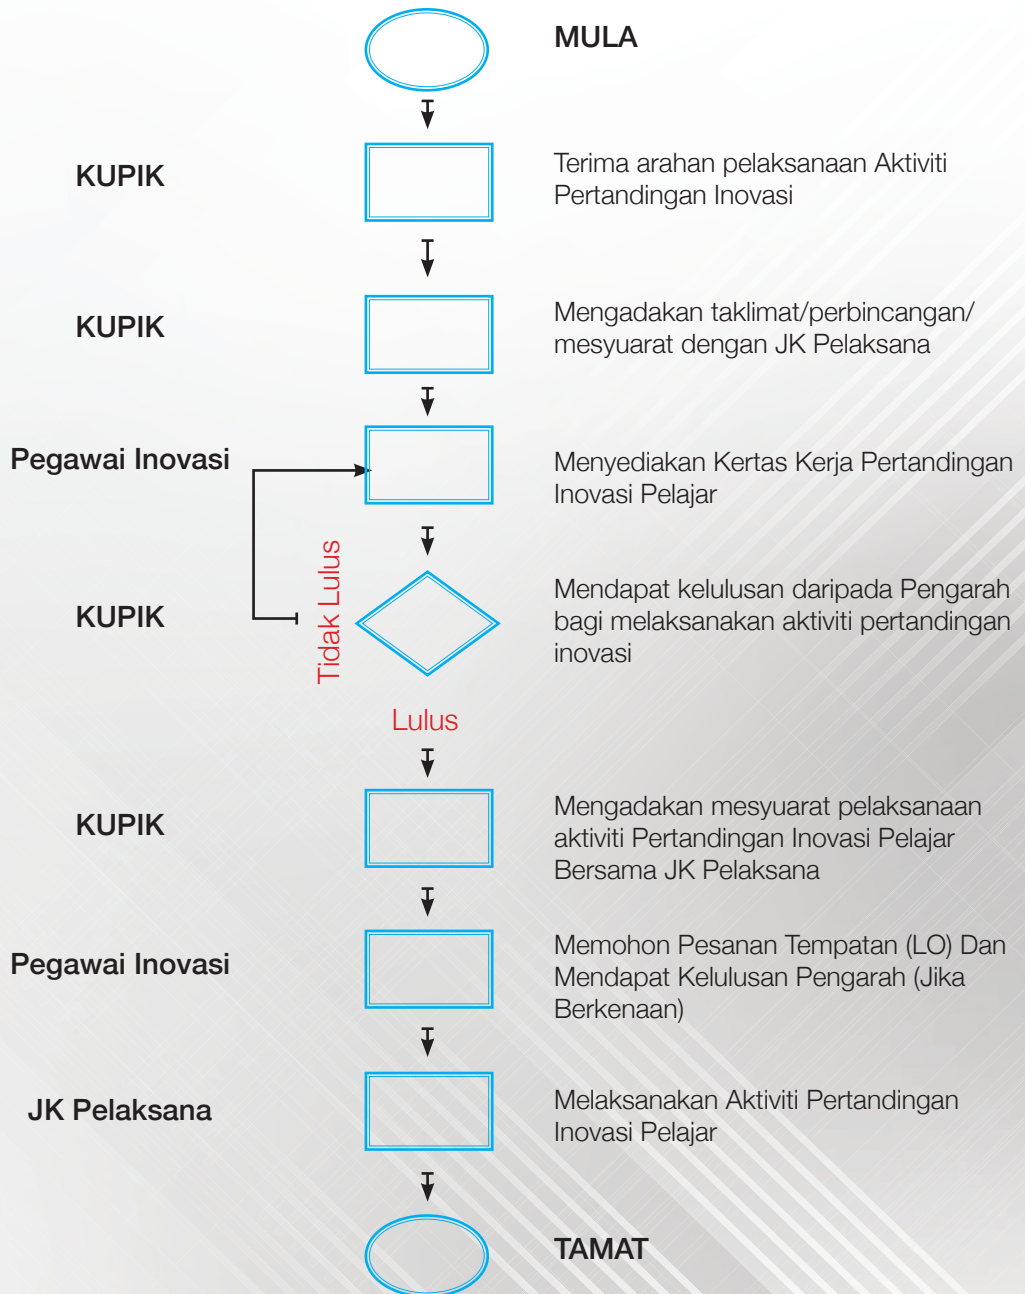 MULA
KUPIK
Terima arahan pelaksanaan Aktiviti
Pertandingan Inovasi
KUPIK
Mengadakan taklimat/perbincangan/
mesyuarat dengan JK Pelaksana
Pegawai Inovasi
Menyediakan Kertas Kerja Pertandingan
Inovasi Pelajar
KUPIK
Tidak Lulus
Mendapat kelulusan daripada Pengarah
bagi melaksanakan aktiviti pertandingan
inovasi
Lulus
KUPIK
Mengadakan mesyuarat pelaksanaan
aktiviti Pertandingan Inovasi Pelajar
Bersama JK Pelaksana
Pegawai Inovasi
Memohon Pesanan Tempatan (LO) Dan
Mendapat Kelulusan Pengarah (Jika
Berkenaan)
JK Pelaksana
Melaksanakan Aktiviti Pertandingan
Inovasi Pelajar
TAMAT